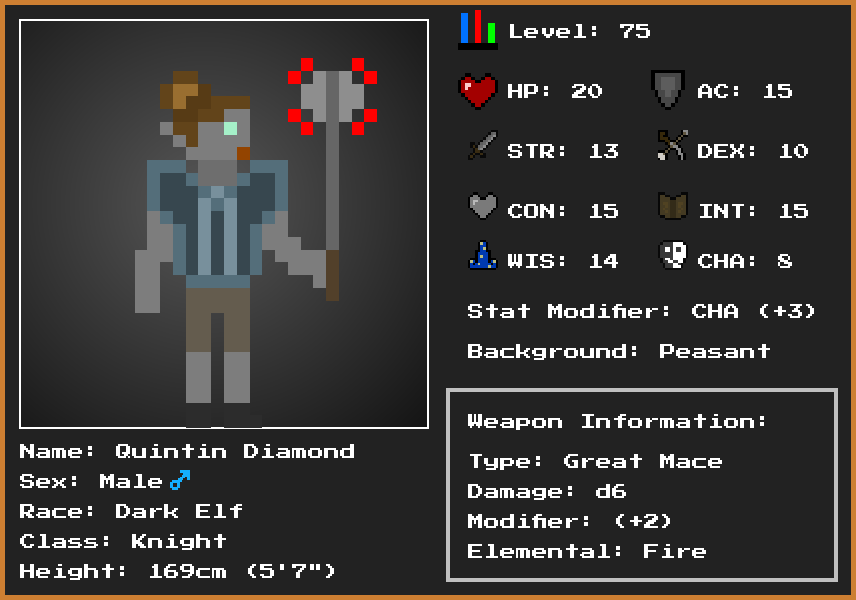 Level: 75
HP: 20
AC: 15
STR: 13
DEX: 10
CON: 15
INT: 15
WIS: 14
CHA: 8
Stat Modifier: CHA (+3)
Background: Peasant
Weapon Information:
Type: Great Mace
Damage: d6
Modifier: (+2)
Elemental: Fire
Name: Quintin Diamond
Sex: Male♂
Race: Dark Elf
Class: Knight
Height: 169cm (5'7")